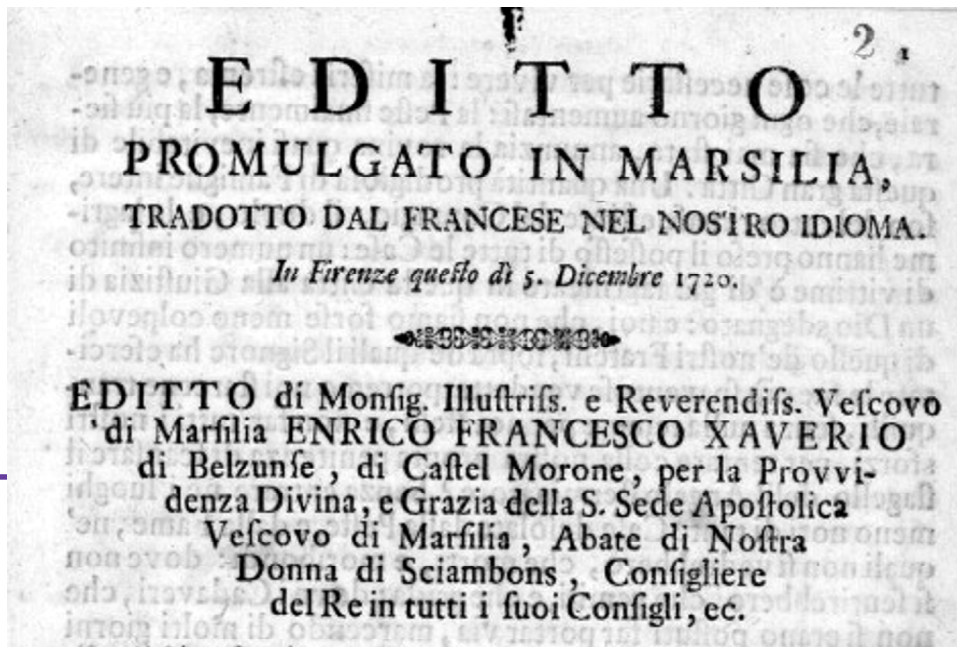 2
E D I T T O
PROMULGATO IN MARSILIA,
TRADOTTO DAL FRANCESE NEL NOSTRO IDIOMA.
In Firenze queſto dì 5. Dicembre 1720.
EDITTO di Monſig. Illuſtriſs. e Reverendiſs. Veſcovo
di Marſilia ENRICO FRANCESCO XAVERIO
di Belzunſe, di Caſtel Morone, per la Provvi-
denza Divina, e Grazia della S. Sede Apoſtolica
Veſcovo di Marſilia, Abate di Noſtra
Donna di Sciambons, Conſigliere
del Re in tutti i ſuoi Conſigli, ec.